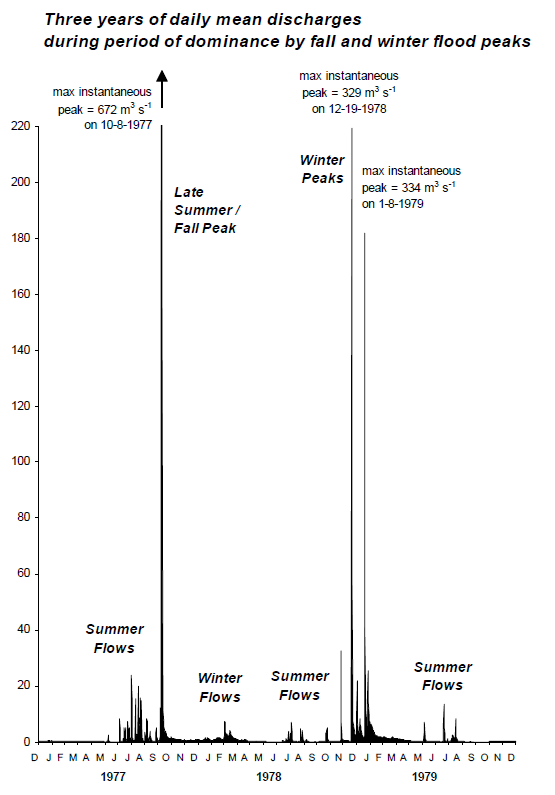 Three years of daily mean discharges
during period of dominance by fall and winter flood peaks
max instantaneous
peak = 672 m³ s⁻¹
on 10-8-1977
max instantaneous
peak = 329 m³ s⁻¹
on 12-19-1978
Winter
Peaks
max instantaneous
peak = 334 m³ s⁻¹
on 1-8-1979
Late
Summer /
Fall Peak
220
200
180
160
140
120
100
80
60
40
20
0
Summer
Flows
Winter
Flows
Summer
Flows
Summer
Flows
D J F M A M J J A S O N D J F M A M J J A S O N D J F M A M J J A S O N D
1977 1978 1979